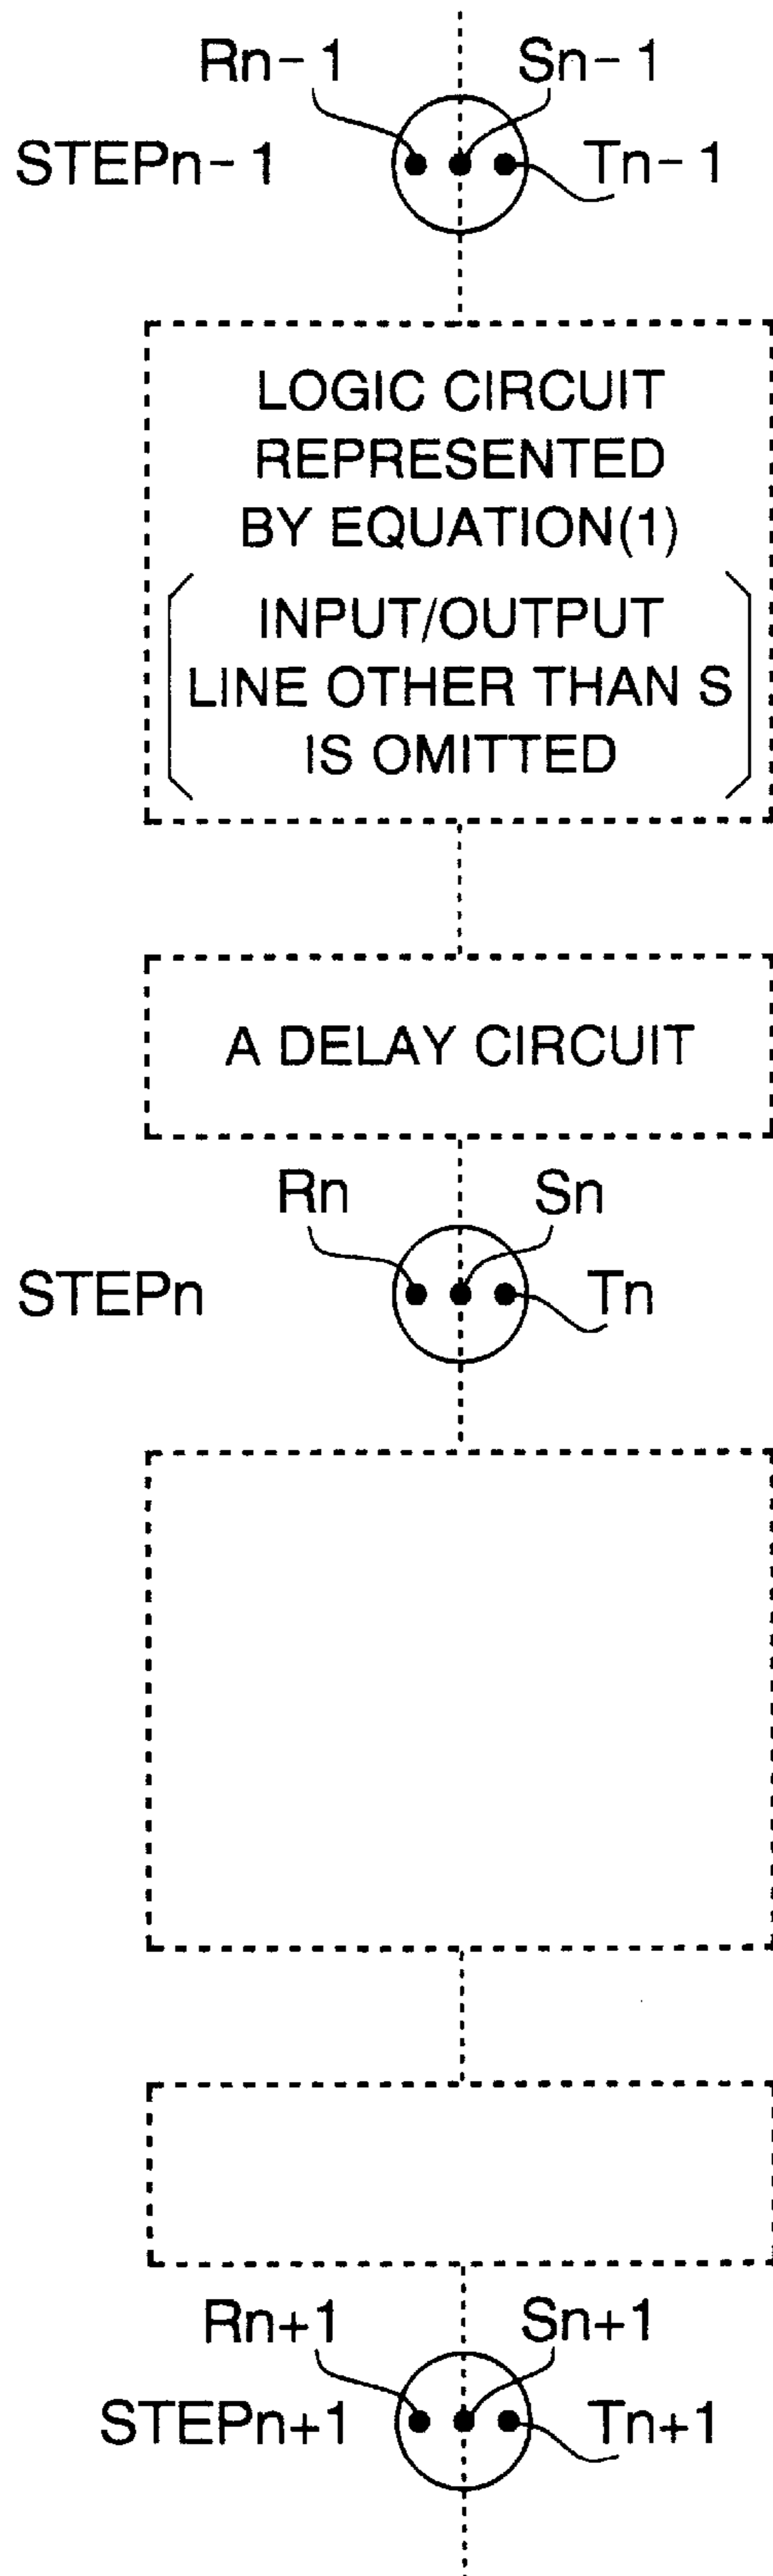 Rn-1 Sn-1
STEPn-1 Tn-1
LOGIC CIRCUIT
REPRESENTED
BY EQUATION(1)
INPUT/OUTPUT
LINE OTHER THAN S
IS OMITTED
A DELAY CIRCUIT
Rn Sn
STEPn Tn
Rn+1 Sn+1
STEPn+1 Tn+1